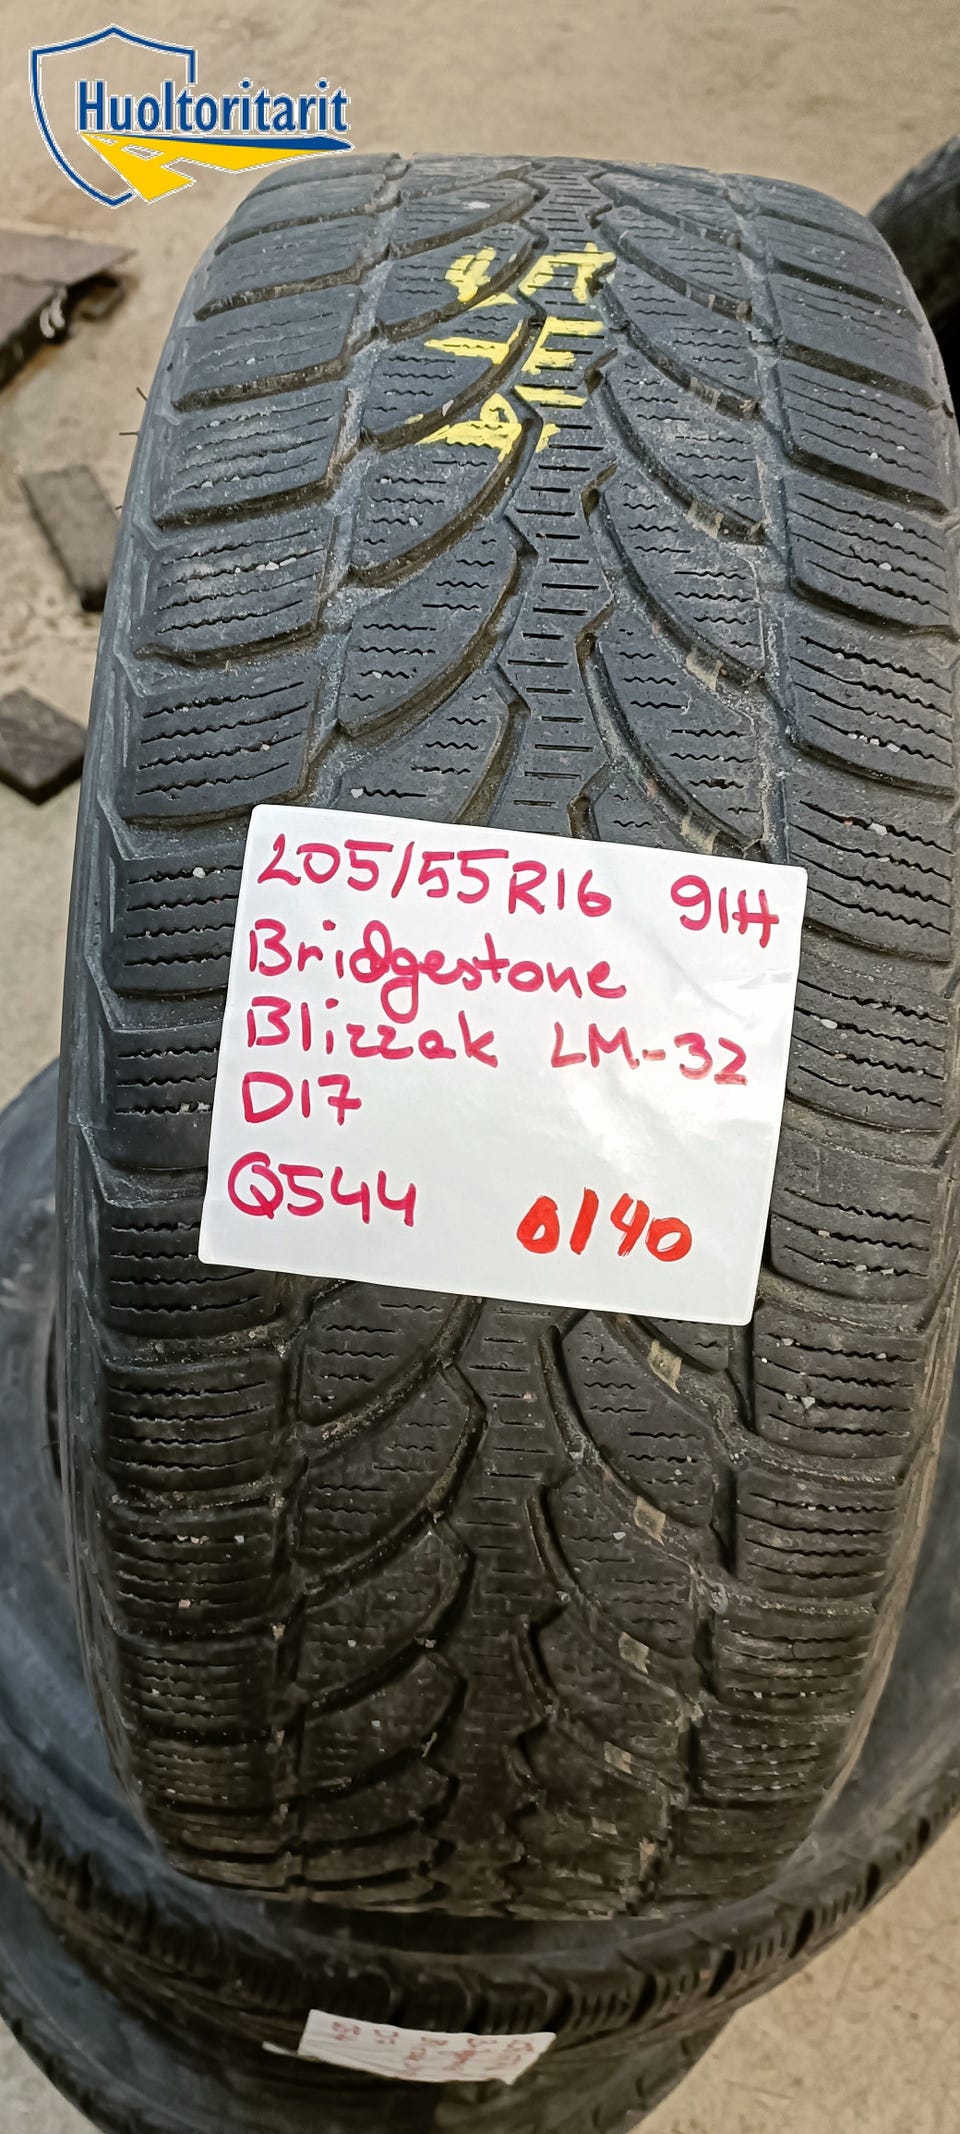 Huoltoritarit
205/55R16 91H
Bridgestone
Blizzak LM-32
D17
Q544 0140